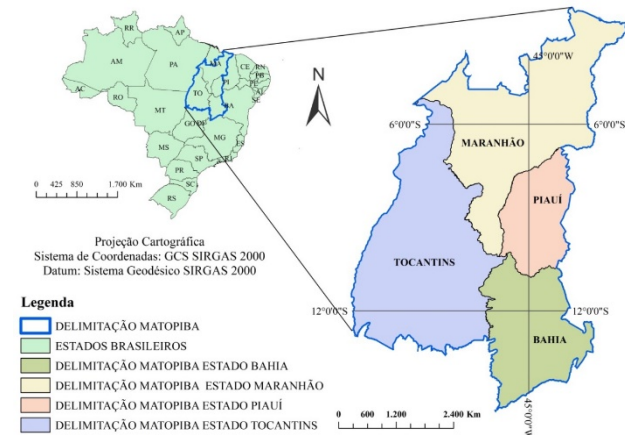 RR
AP
AM
PA
MA
CE
RN
PB
PE
AL
SE
PI
AC
RO
TO
BA
MT
GO
DF
MG
ES
MS
SP
RJ
PR
SC
RS
0 425 850 1.700 Km
N
Projeção Cartográfica
Sistema de Coordenadas: GCS SIRGAS 2000
Datum: Sistema Geodésico SIRGAS 2000
Legenda
DELIMITAÇÃO MATOPIBA
ESTADOS BRASILEIROS
DELIMITAÇÃO MATOPIBA ESTADO BAHIA
DELIMITAÇÃO MATOPIBA ESTADO MARANHÃO
DELIMITAÇÃO MATOPIBA ESTADO PIAUÍ
DELIMITAÇÃO MATOPIBA ESTADO TOCANTINS
45°0'0"W
6°0'0"S
6°0'0"S
MARANHÃO
PIAUÍ
TOCANTINS
12°0'0"S
12°0'0"S
BAHIA
45°0'0"W
0 600 1.200 2.400 Km